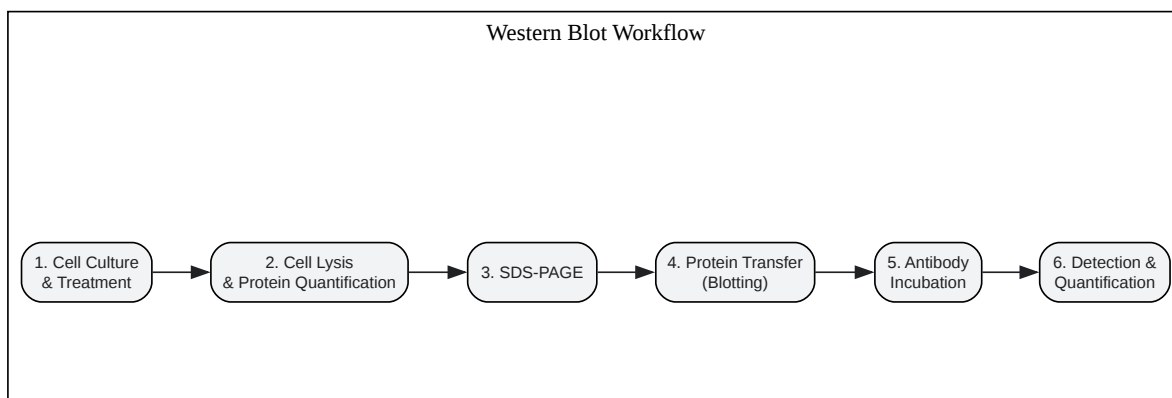 Western Blot Workflow
1. Cell Culture
& Treatment
2. Cell Lysis
& Protein Quantification
3. SDS-PAGE
4. Protein Transfer
(Blotting)
5. Antibody
Incubation
6. Detection &
Quantification